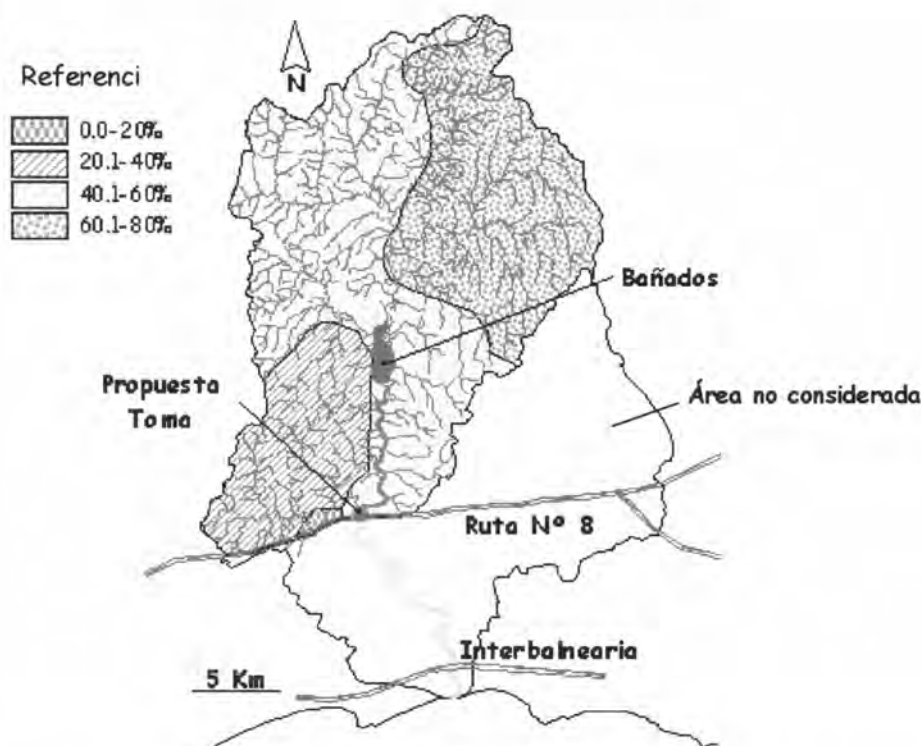 N
Referenci
0.0-20‰
20.1-40‰
40.1-60‰
60.1-80‰
Bañados
Propuesta
Toma
Área no considerada
Ruta Nº 8
Interbalnearia
5 Km